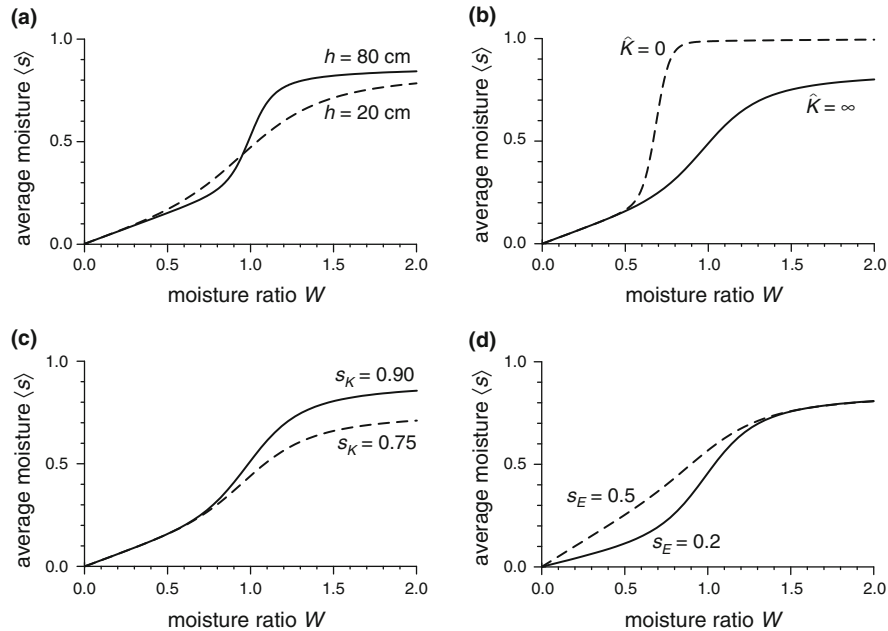 (a)
average moisture ⟨s⟩
1.0
0.5
0.0
h = 80 cm
h = 20 cm
0.0 0.5 1.0 1.5 2.0
moisture ratio W
(b)
average moisture ⟨s⟩
1.0
0.5
0.0
K̂ = 0
K̂ = ∞
0.0 0.5 1.0 1.5 2.0
moisture ratio W
(c)
average moisture ⟨s⟩
1.0
0.5
0.0
s_K = 0.90
s_K = 0.75
0.0 0.5 1.0 1.5 2.0
moisture ratio W
(d)
average moisture ⟨s⟩
1.0
0.5
0.0
s_E = 0.5
s_E = 0.2
0.0 0.5 1.0 1.5 2.0
moisture ratio W